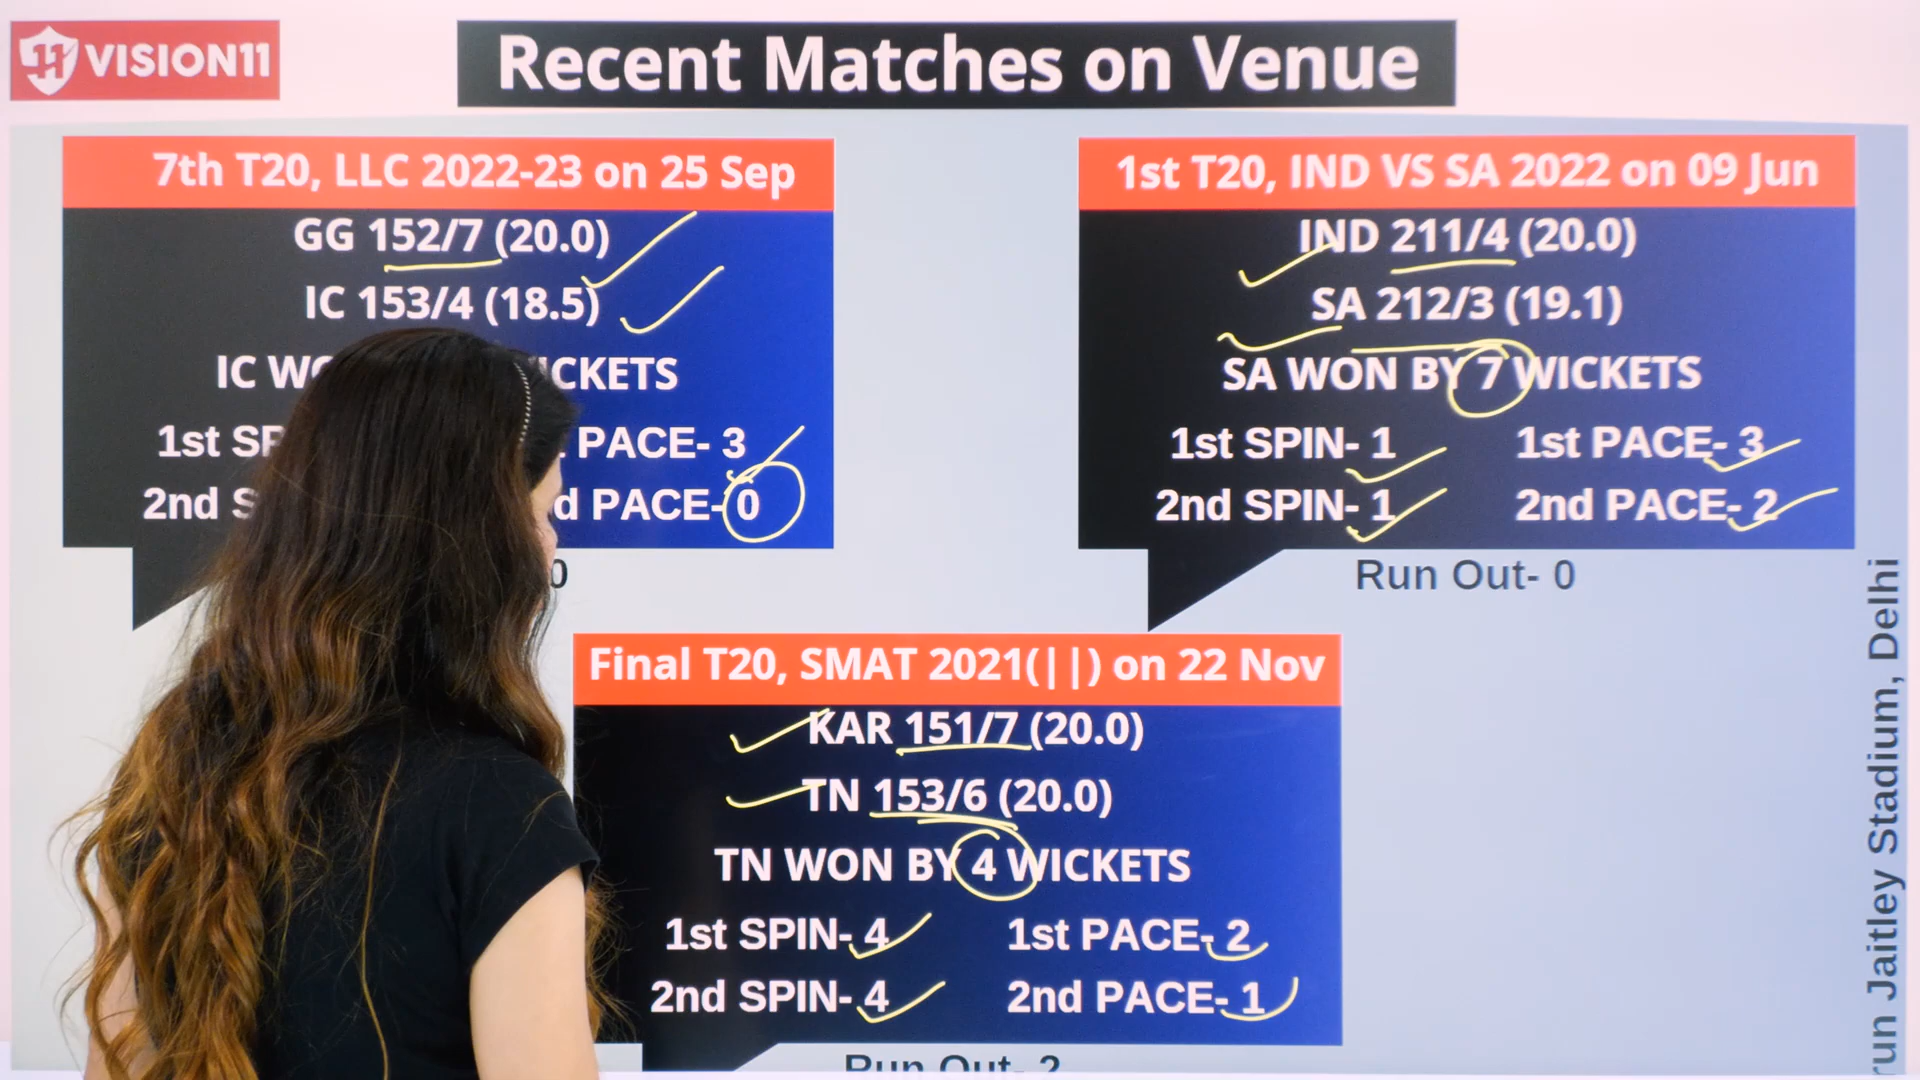 VISION11
Recent Matches on Venue
7th T20, LLC 2022-23 on 25 Sep
GG 152/7 (20.0)
IC 153/4 (18.5)
IC
1st
PACE- 3
2nd
PACE- 0
0
1st T20, IND VS SA 2022 on 09 Jun
IND 211/4 (20.0)
SA 212/3 (19.1)
SA WON BY 7 WICKETS
1st SPIN- 1 1st PACE- 3
2nd SPIN- 1 2nd PACE- 2
Run Out- 0
Final T20, SMAT 2021(||) on 22 Nov
KAR 151/7 (20.0)
TN 153/6 (20.0)
TN WON BY 4 WICKETS
1st SPIN- 4 1st PACE- 2
2nd SPIN- 4 2nd PACE- 1
Run Out- 2
Jaitley Stadium, Delhi